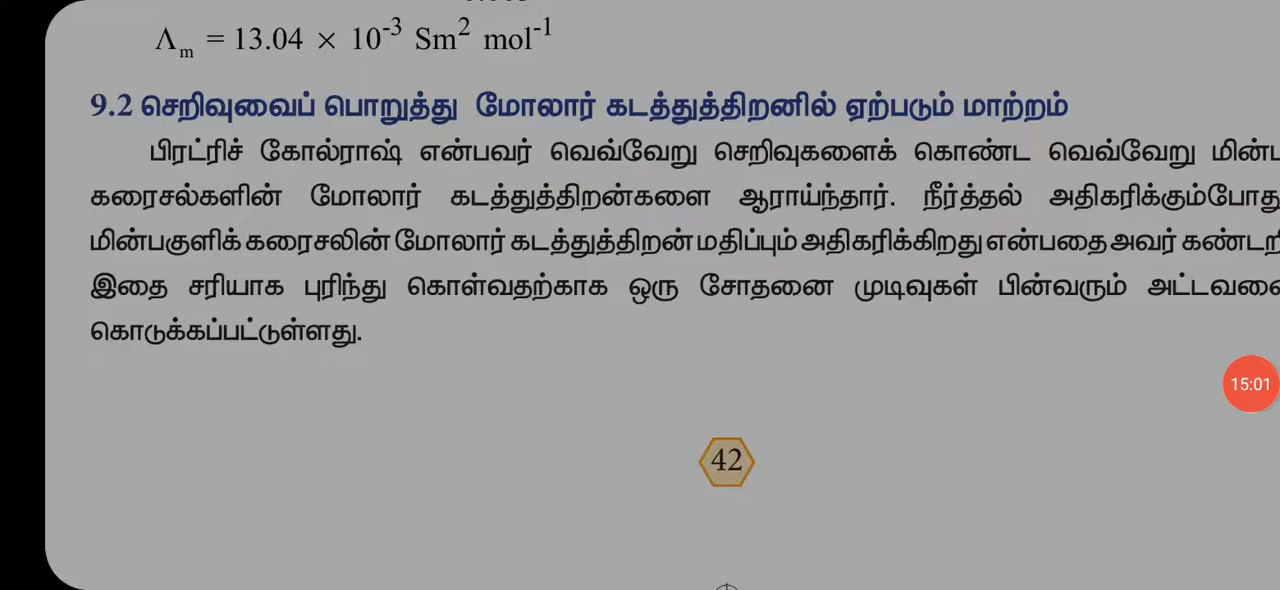 Λm = 13.04 × 10-3 Sm2 mol-1
9.2 செறிவுவைப் பொறுத்து மோலார் கடத்துத்திறனில் ஏற்படும் மாற்றம்
பிரட்ரிச் கோல்ராஷ் என்பவர் வெவ்வேறு செறிவுகளைக் கொண்ட வெவ்வேறு
கரைசல்களின் மோலார் கடத்துத்திறன்களை ஆராய்ந்தார். நீர்த்தல் அதிகரிக்கும்போது
மின்பகுளிக் கரைசலின் மோலார் கடத்துத்திறன் மதிப்பும் அதிகரிக்கிறது என்பதை அவர்
இதை சரியாக புரிந்து கொள்வதற்காக ஒரு சோதனை முடிவுகள் பின்வரும்
கொடுக்கப்பட்டுள்ளது.
15:01
42